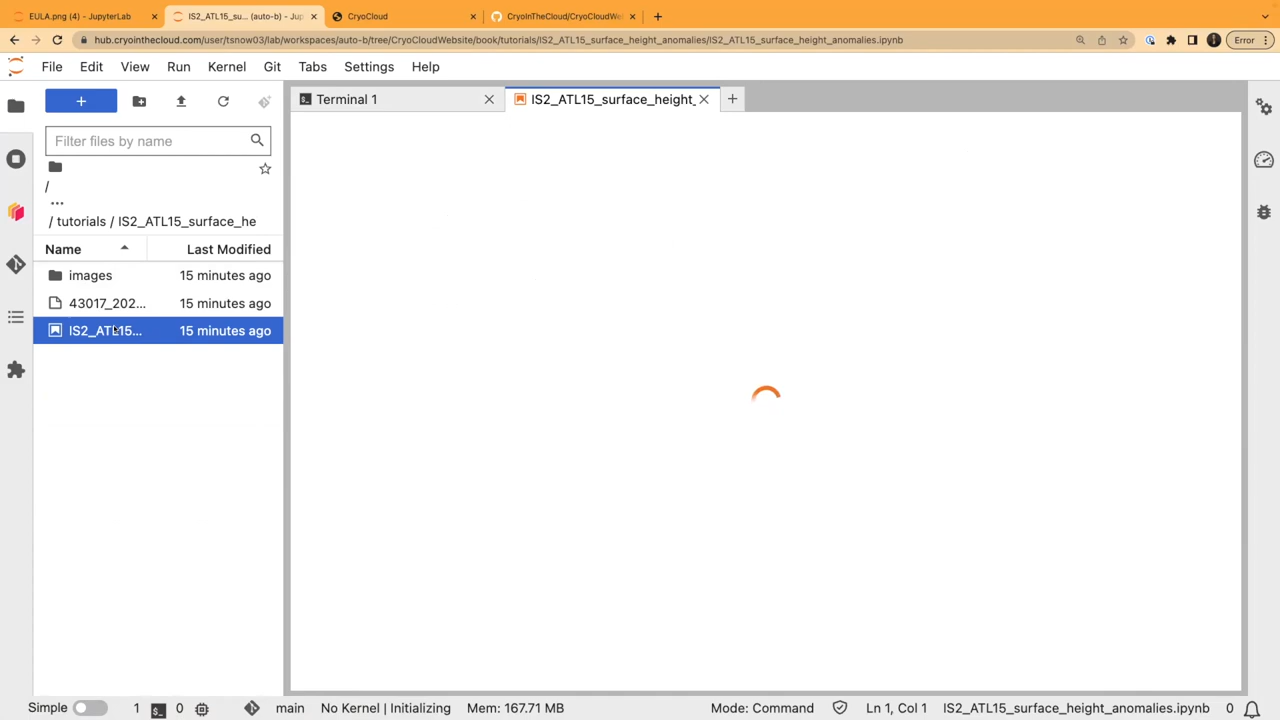 EULA.png (4) - JupyterLab
IS2_ATL15_su... (auto-b) - Jup
CryoCloud
CryoInTheCloud/CryoCloudWe
hub.cryointhecloud.com/user/tsnow03/lab/workspaces/auto-b/tree/CryoCloudWebsite/book/tutorials/IS2_ATL15_surface_height_anomalies/IS2_ATL15_surface_height_anomalies.ipynb
Error
File Edit View Run Kernel Git Tabs Settings Help
Terminal 1
IS2_ATL15_surface_height_
Filter files by name
/
...
/ tutorials / IS2_ATL15_surface_he
Name Last Modified
images 15 minutes ago
43017_202... 15 minutes ago
IS2_ATL15... 15 minutes ago
Simple 1 0 main No Kernel | Initializing Mem: 167.71 MB Mode: Command Ln 1, Col 1 IS2_ATL15_surface_height_anomalies.ipynb 0